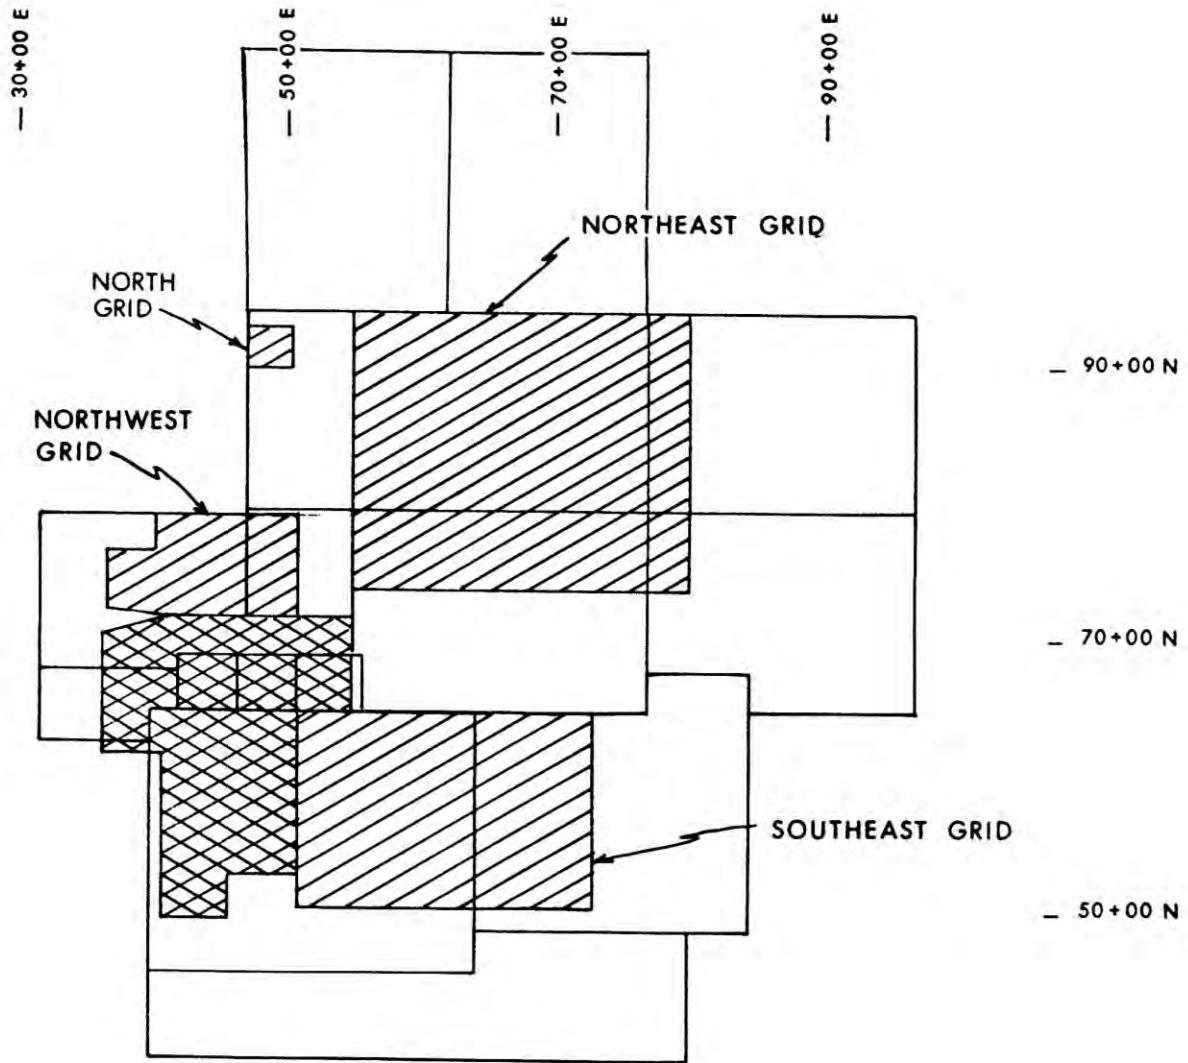 — 30+00 E
— 50+00 E
— 70+00 E
— 90+00 E
NORTHEAST GRID
NORTH
GRID
— 90+00 N
NORTHWEST
GRID
— 70+00 N
SOUTHEAST GRID
— 50+00 N